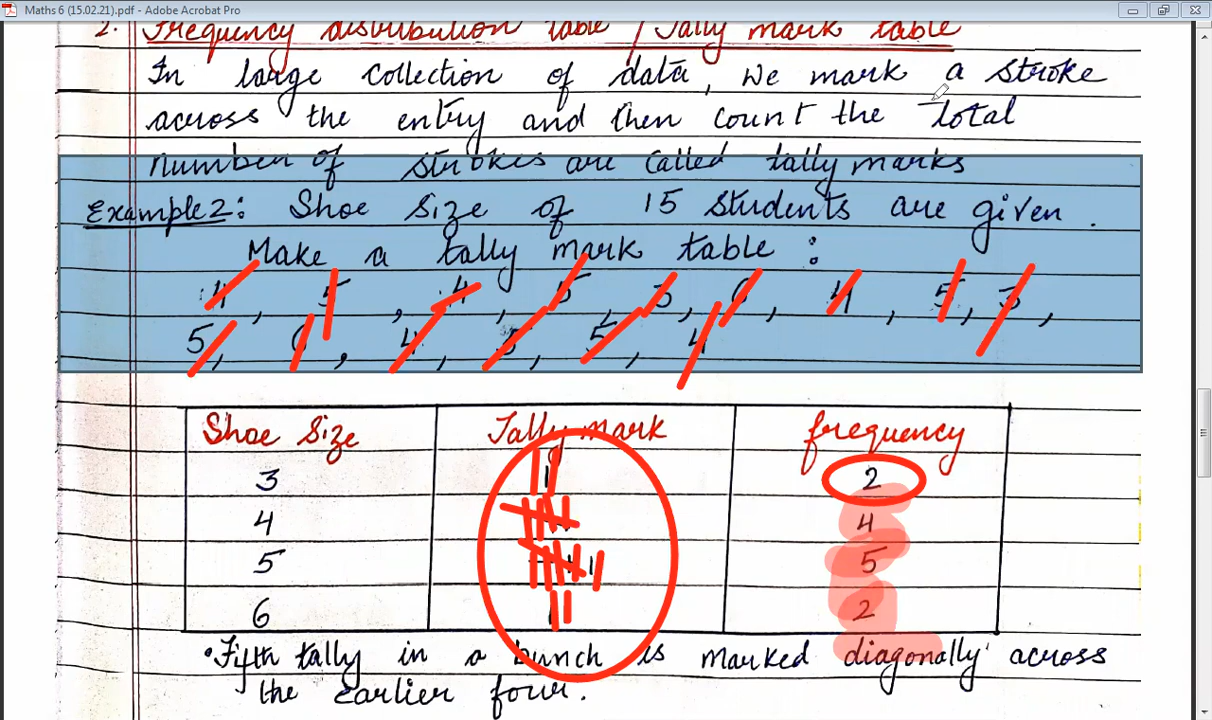 Maths 6 (15.02.21).pdf - Adobe Acrobat Pro
2. Frequency distribution table / Tally mark table
In large collection of data, we mark a stroke
across the entry and then count the total
number of strokes are called tally marks
Example2: Shoe size of 15 students are given.
Make a tally mark table :
4, 5, 4, 5, 3, 6, 4, 5, 3,
5, 6, 4, 5, 5, 4
Shoe Size Tally mark frequency
3 2
4 4
5 5
6 2
• Fifth tally in a bunch is marked diagonally across
the earlier four.